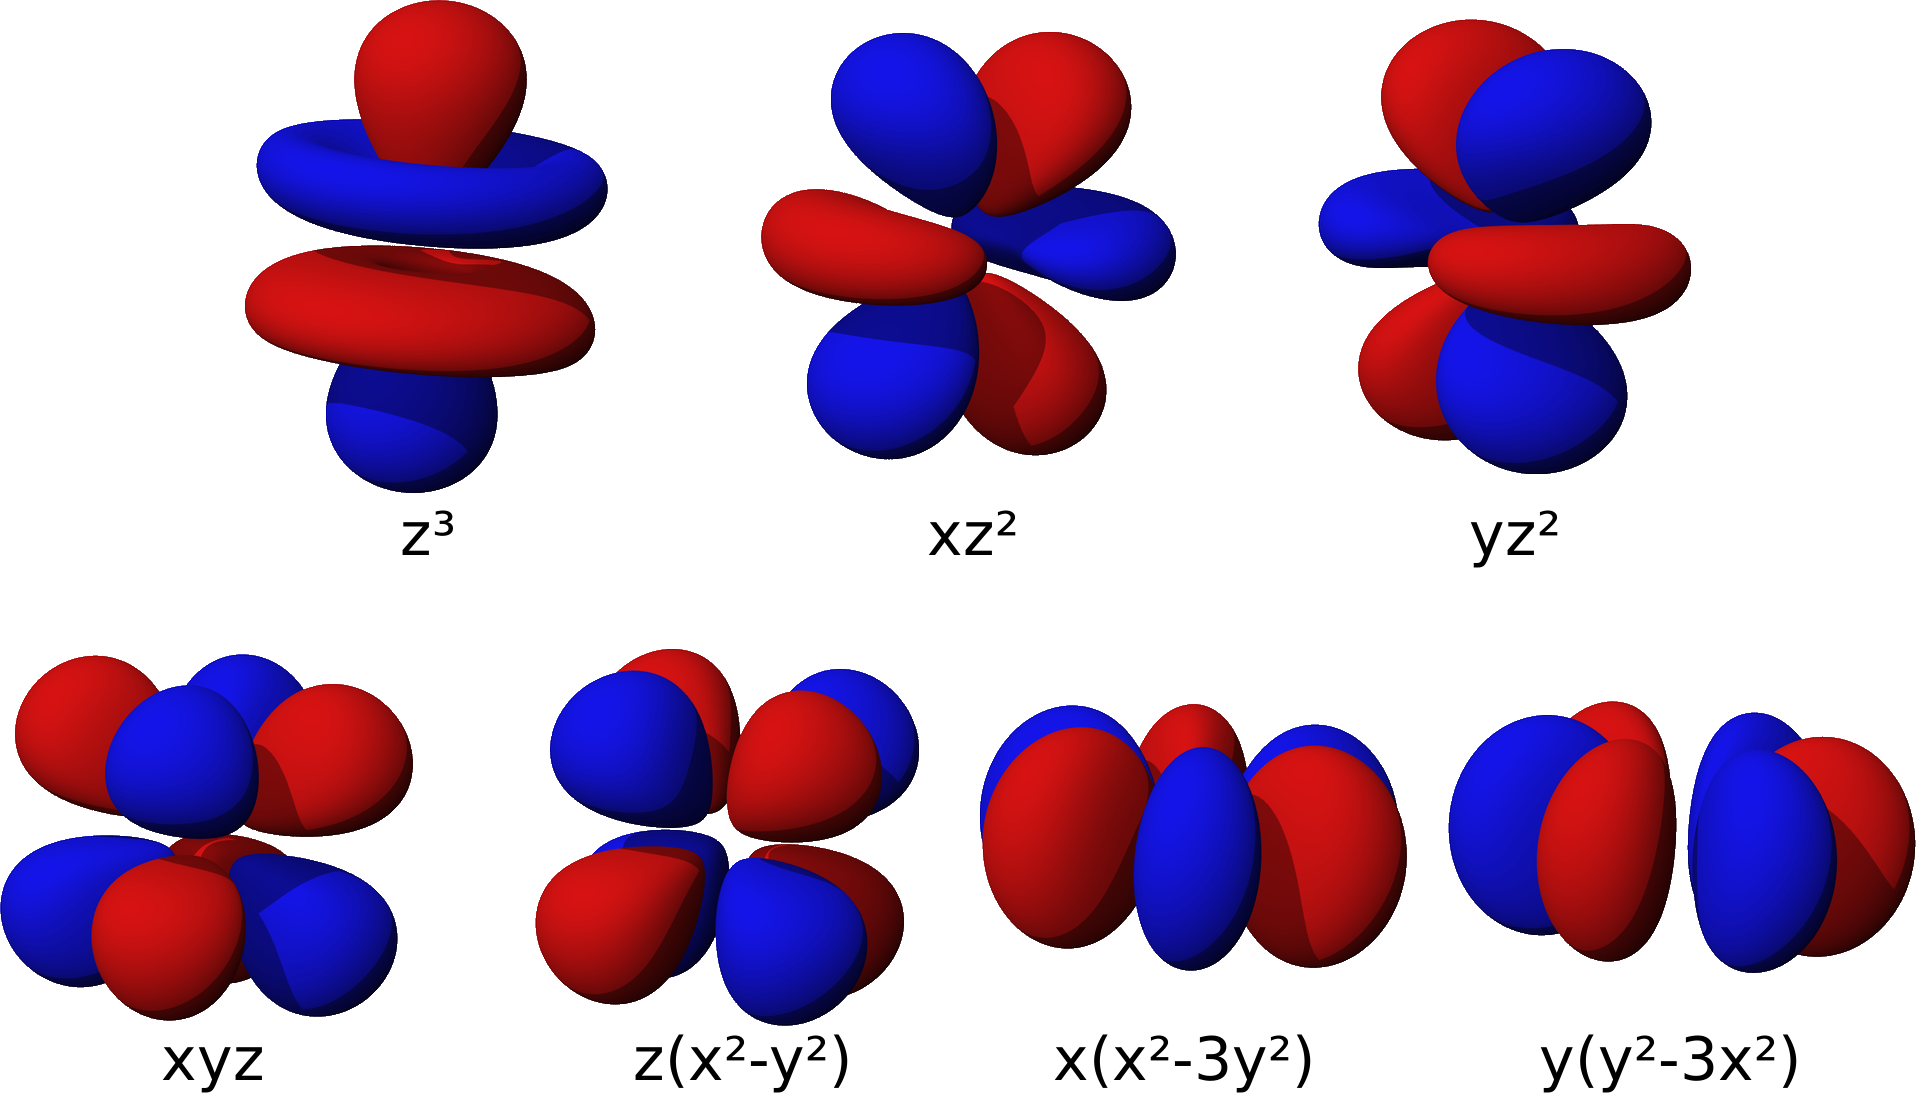 z³
xz²
yz²
xyz
z(x²-y²)
x(x²-3y²)
y(y²-3x²)